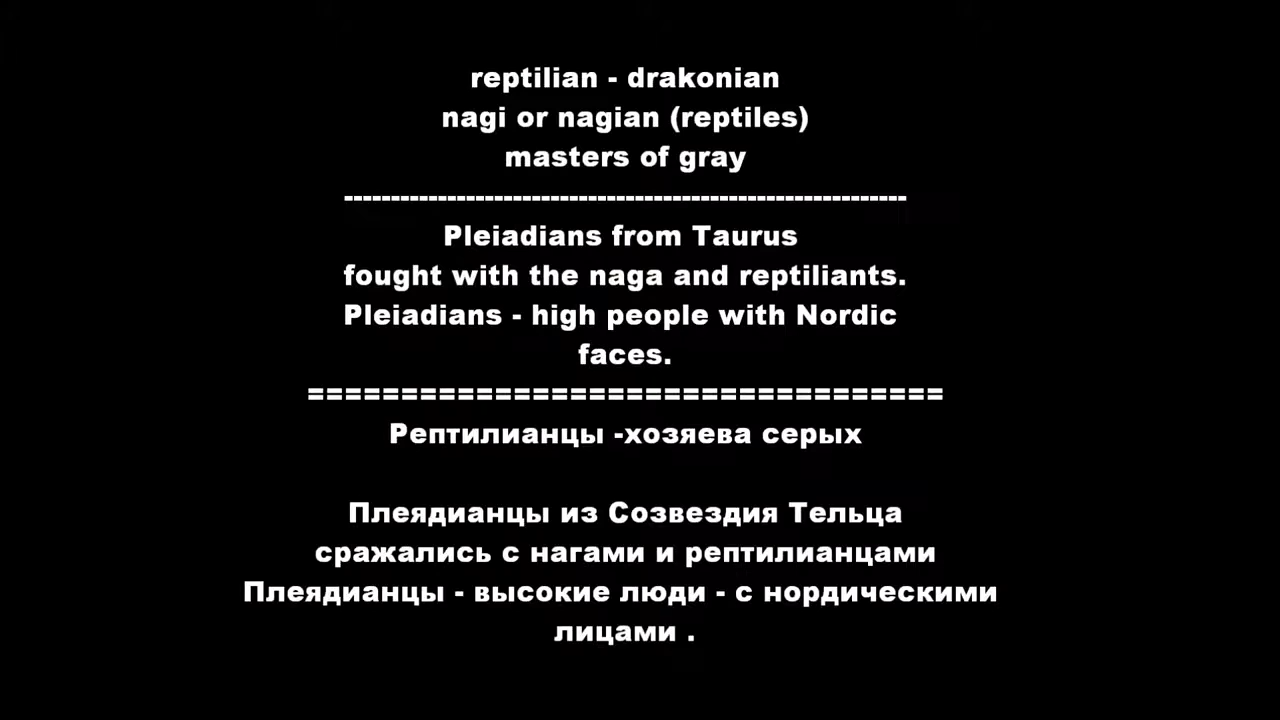 reptilian - drakonian
nagi or nagian (reptiles)
masters of gray
------------------------------------------------------------
Pleiadians from Taurus
fought with the naga and reptiliants.
Pleiadians - high people with Nordic
faces.
==================================
Рептилианцы -хозяева серых
Плеядианцы из Созвездия Тельца
сражались с нагами и рептилианцами
Плеядианцы - высокие люди - с нордическими
лицами .